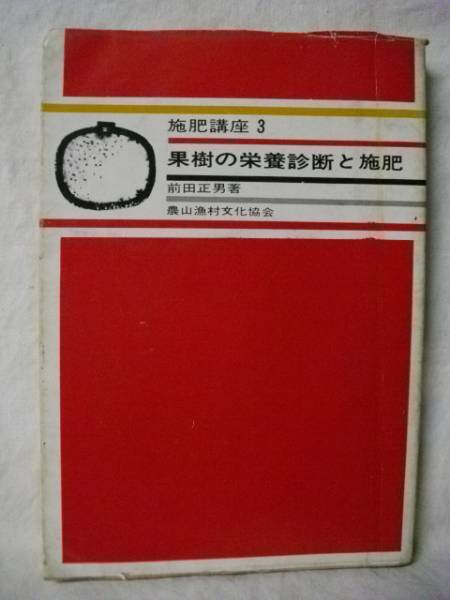 施肥講座 3
果樹の栄養診断と施肥
前田正男著
農山漁村文化協会